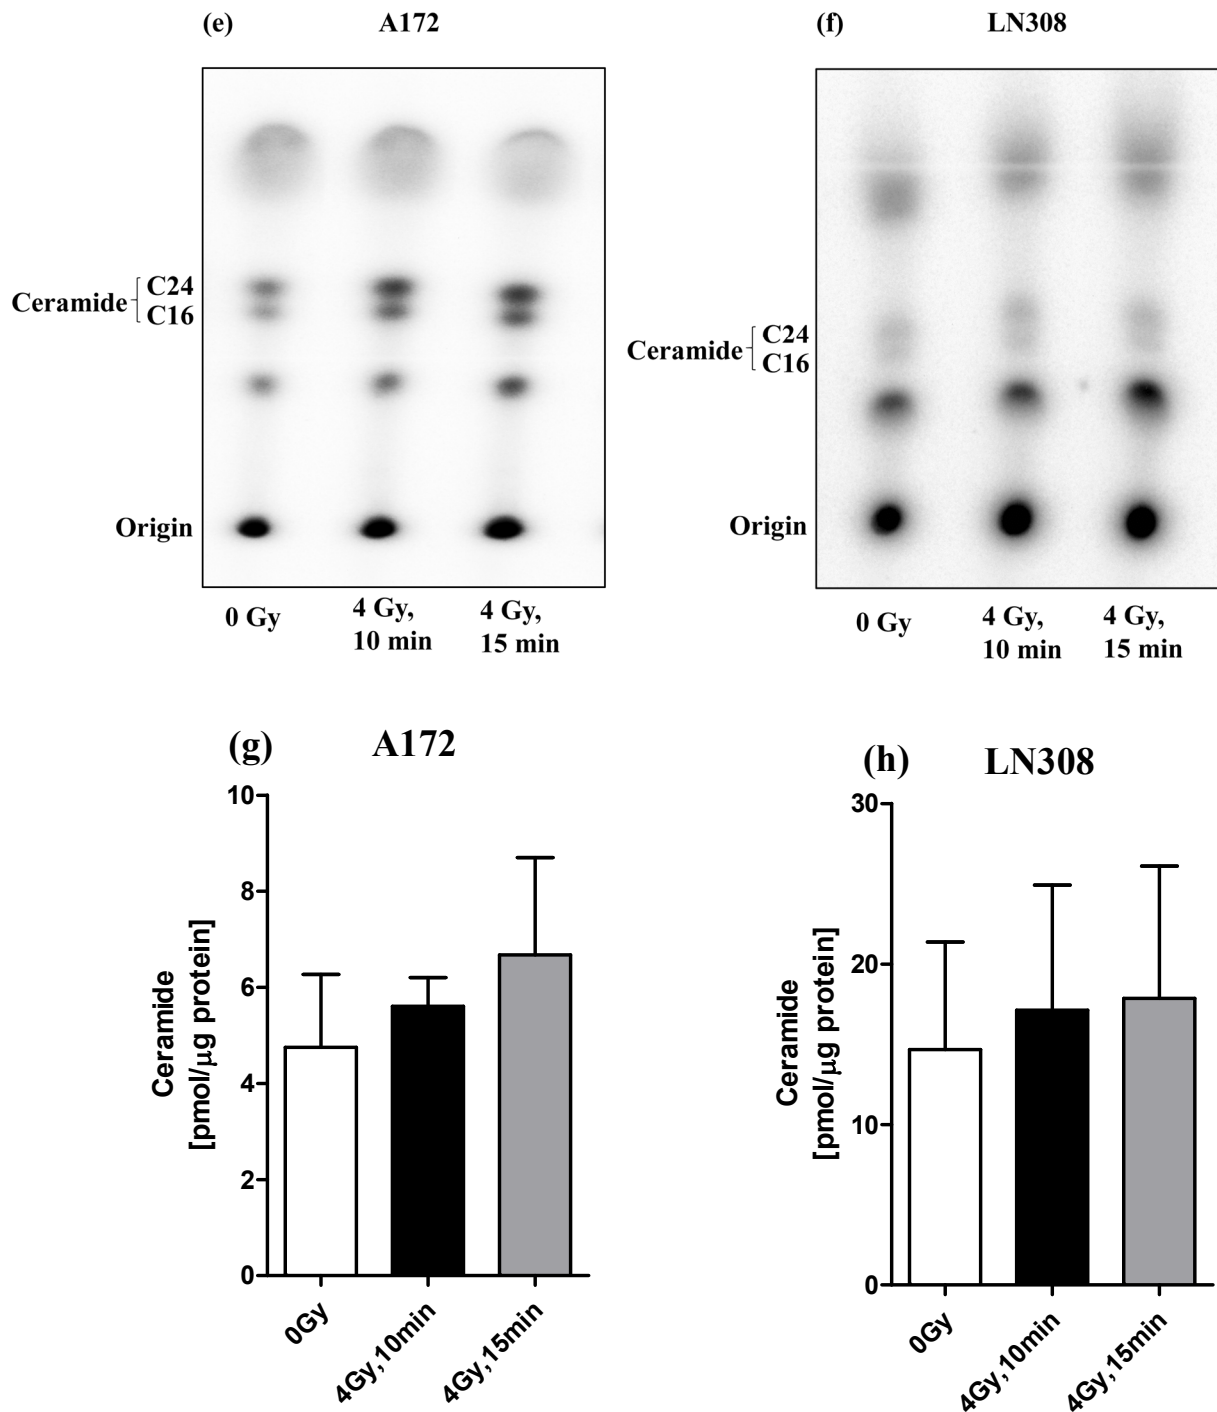 (e) A172
(f) LN308
Ceramide
C24
C16
Origin
0 Gy
4 Gy,
10 min
4 Gy,
15 min
Ceramide
C24
C16
Origin
0 Gy
4 Gy,
10 min
4 Gy,
15 min
(g) A172
10
8
6
4
2
0
Ceramide
[pmol/µg protein]
0Gy
4Gy,10min
4Gy,15min
(h) LN308
30
20
10
0
Ceramide
[pmol/µg protein]
0Gy
4Gy,10min
4Gy,15min